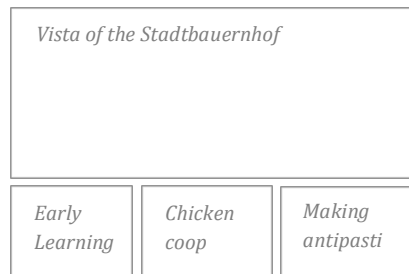 Vista of the Stadtbauernhof
Early
Learning
Chicken
coop
Making
antipasti